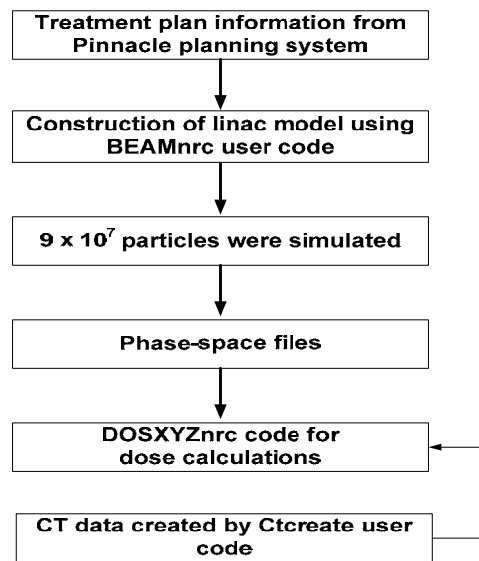 Treatment plan information from
Pinnacle planning system
Construction of linac model using
BEAMnrc user code
9 x 10⁷ particles were simulated
Phase-space files
DOSXYZnrc code for
dose calculations
CT data created by Ctcreate user
code